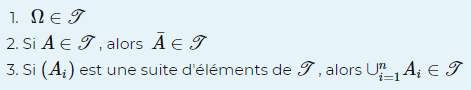 1. Ω ∈ 𝒯
2. Si A ∈ 𝒯 , alors Ā ∈ 𝒯
3. Si (Aᵢ) est une suite d'éléments de 𝒯 , alors ∪ⁿᵢ₌₁ Aᵢ ∈ 𝒯